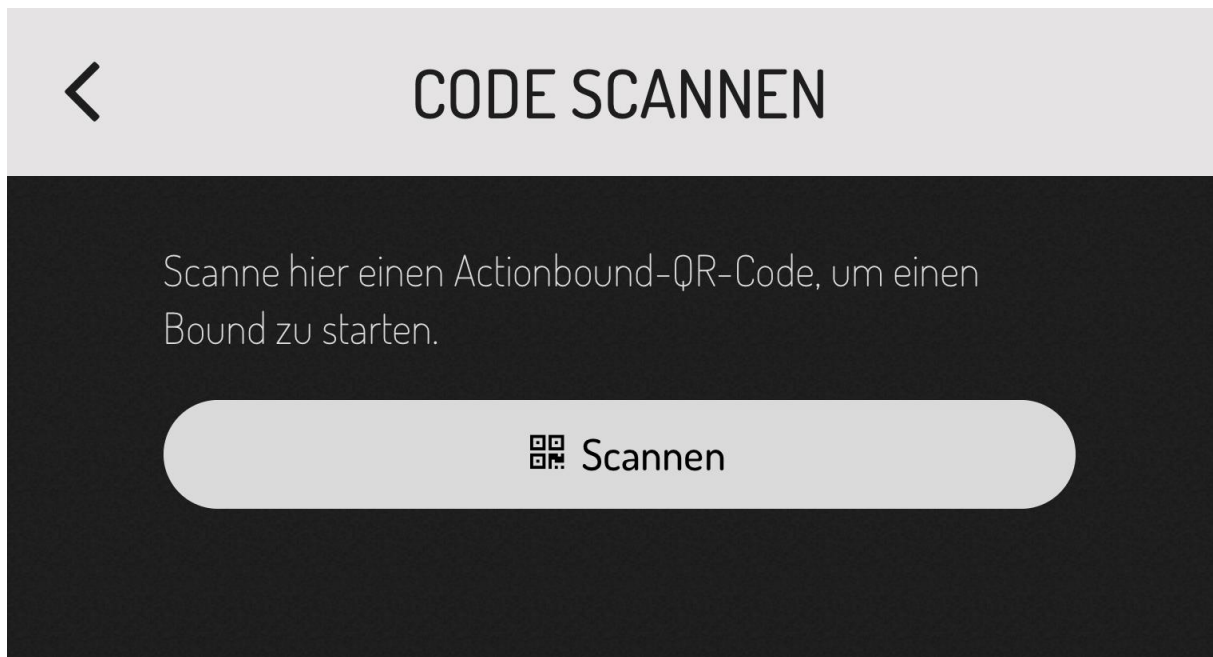 CODE SCANNEN
Scanne hier einen Actionbound-QR-Code, um einen
Bound zu starten.
Scannen